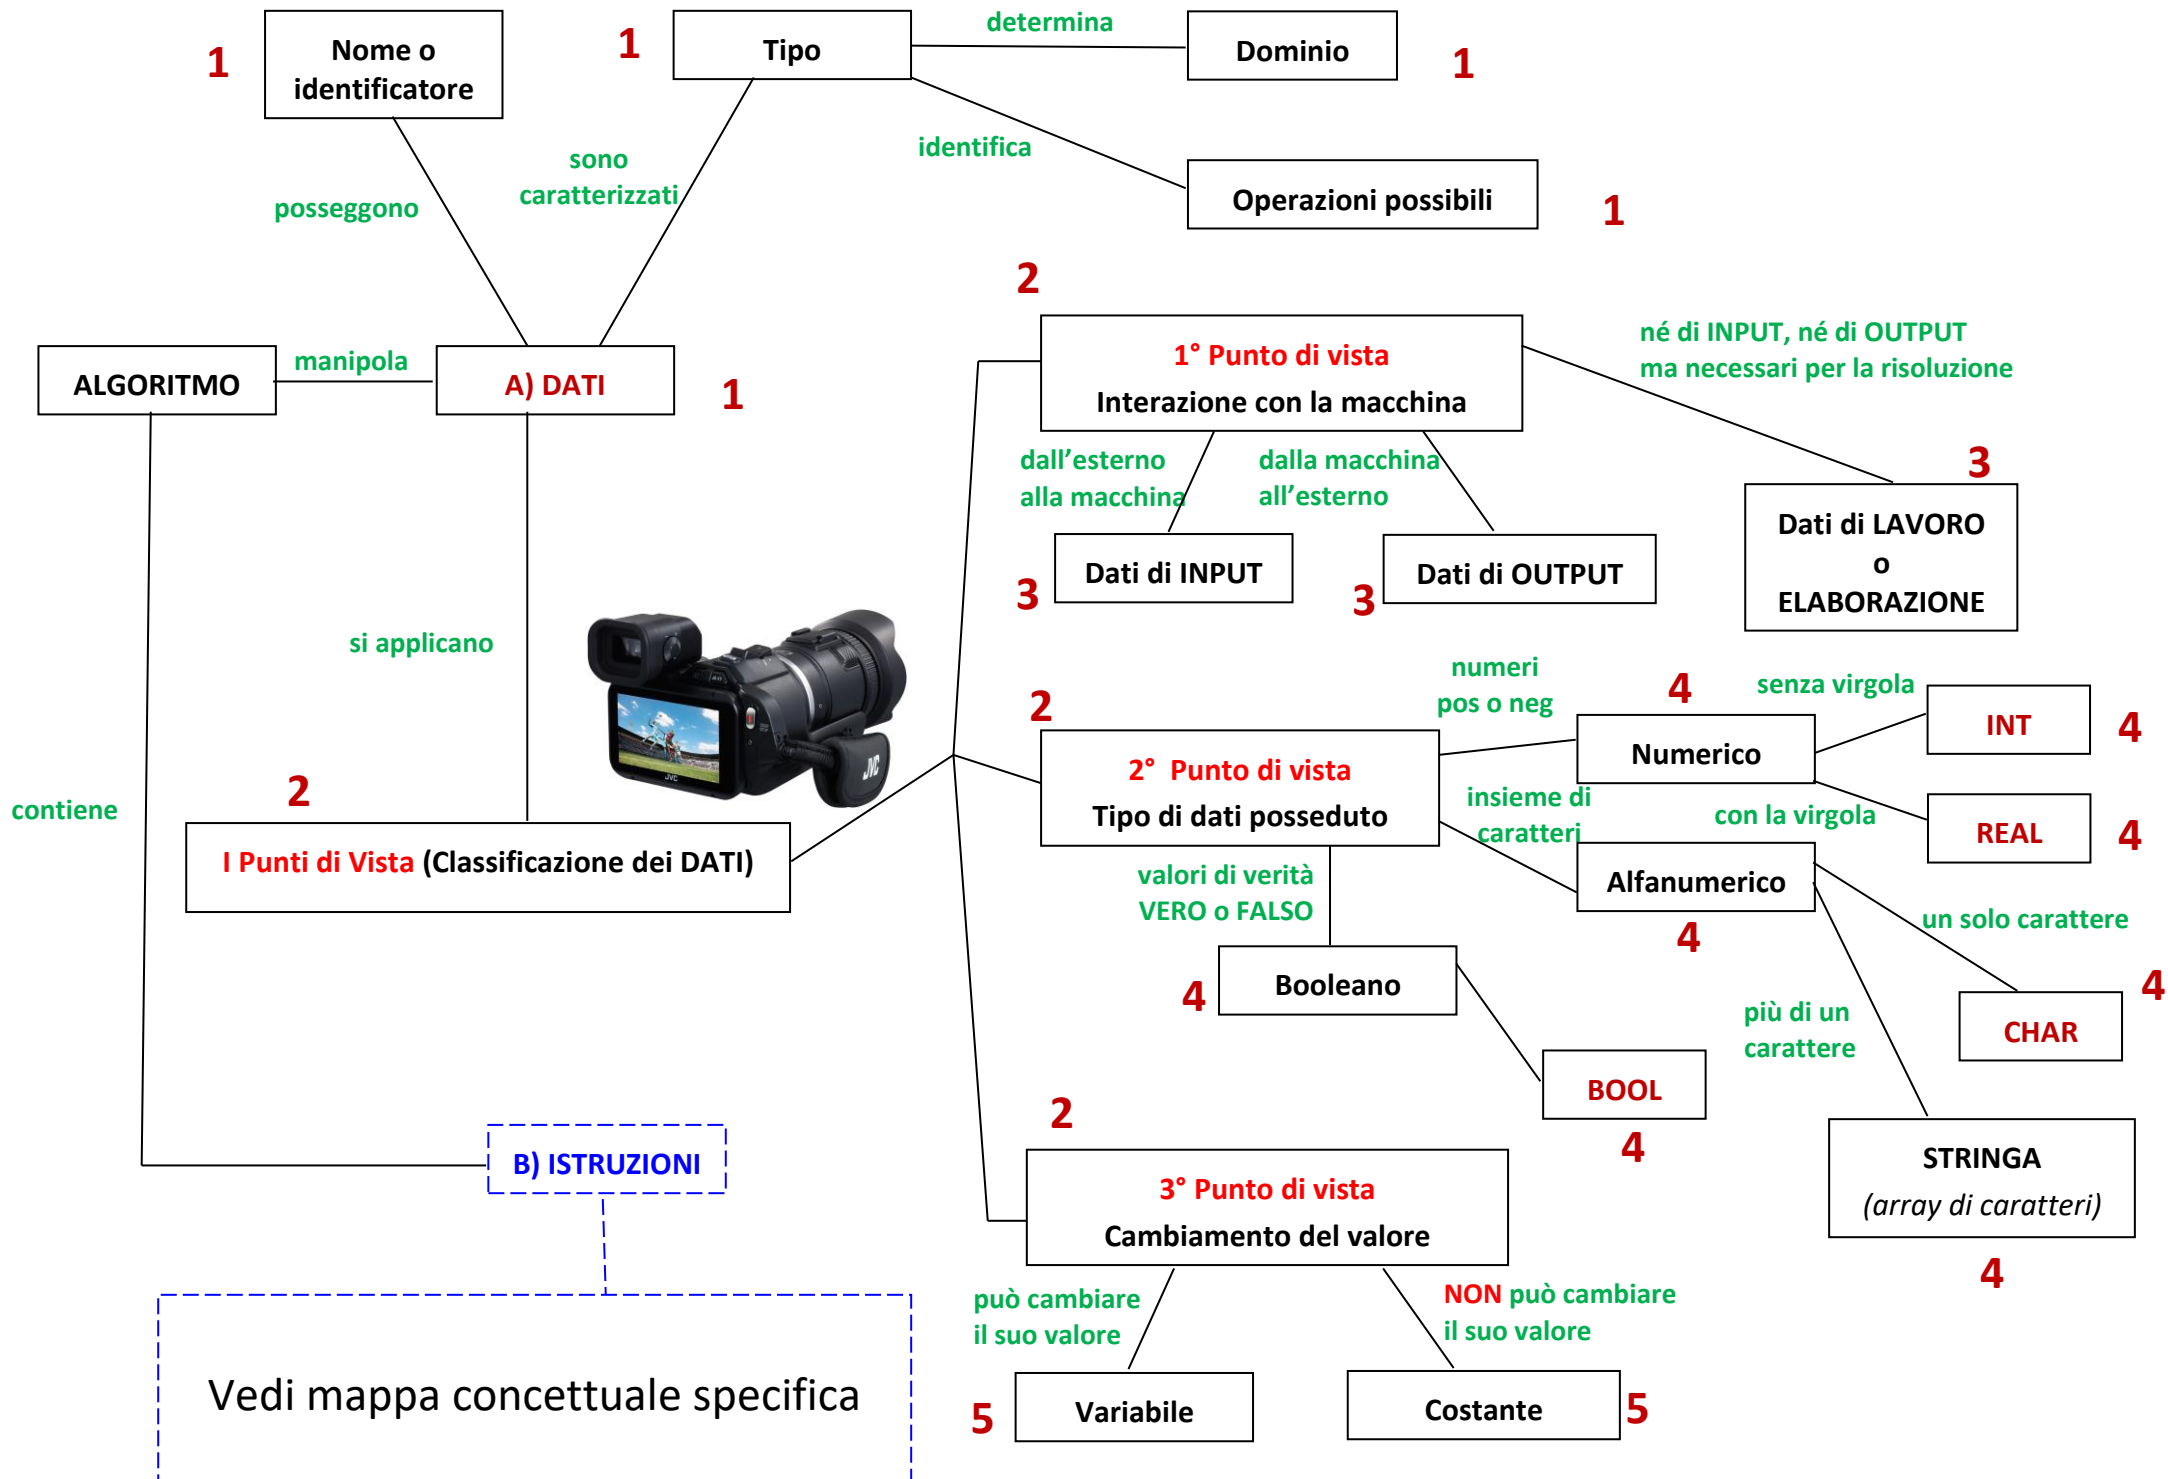 determina
1
Nome o
identificatore
1
Tipo
Dominio
1
identifica
sono
caratterizzati
posseggono
Operazioni possibili
1
2
1° Punto di vista
Interazione con la macchina
né di INPUT, né di OUTPUT
ma necessari per la risoluzione
ALGORITMO
manipola
A) DATI
1
dall'esterno
alla macchina
dalla macchina
all'esterno
3
Dati di LAVORO
o
ELABORAZIONE
3
Dati di INPUT
3
Dati di OUTPUT
si applicano
JVC
JVC
numeri
pos o neg
4
senza virgola
2
2° Punto di vista
Tipo di dati posseduto
Numerico
INT
4
insieme di
caratteri
con la virgola
REAL
4
contiene
2
I Punti di Vista (Classificazione dei DATI)
valori di verità
VERO o FALSO
Alfanumerico
4
un solo carattere
4
Booleano
4
CHAR
più di un
carattere
BOOL
4
2
B) ISTRUZIONI
3° Punto di vista
Cambiamento del valore
STRINGA
(array di caratteri)
4
può cambiare
il suo valore
NON può cambiare
il suo valore
Vedi mappa concettuale specifica
5
Variabile
Costante
5